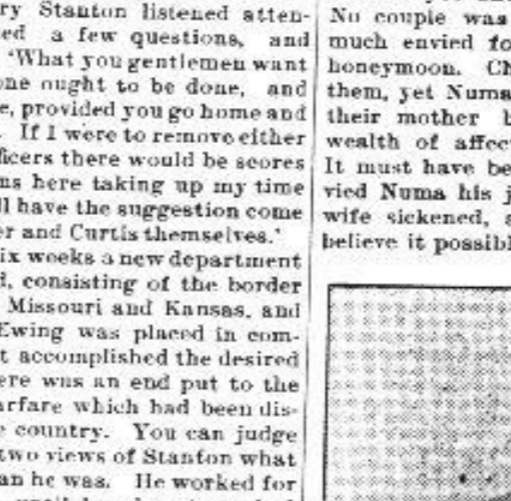 ry Stanton listened atten-
ed a few questions, and
'What you gentlemen want
one ought to be done, and
e, provided you go home and
. If I were to remove either
ficers there would be scores
ns here taking up my time
ll have the suggestion come
er and Curtis themselves.'
ix weeks a new department
d, consisting of the border
Missouri and Kansas, and
Ewing was placed in com-
t accomplished the desired
ere was an end put to the
arfare which had been dis-
e country. You can judge
two views of Stanton what
an he was. He worked for
No couple was
much envied fo
honeymoon. Ch
them, yet Numa
their mother b
wealth of affec
It must have be
vied Numa his j
wife sickened, a
believe it possibl